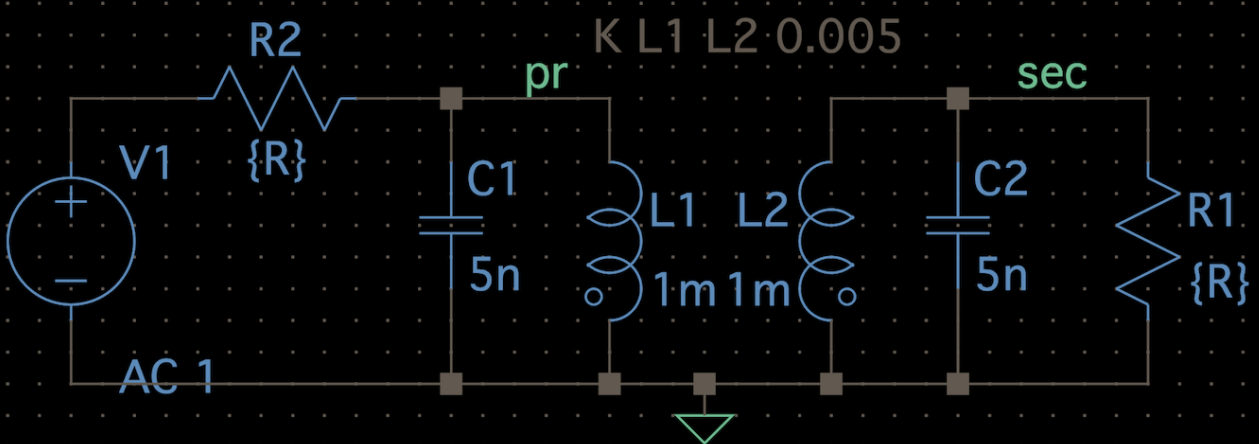 K L1 L2 0.005
R2
pr
sec
V1
{R}
C1
C2
L1
L2
R1
5n
1m
1m
5n
{R}
AC 1